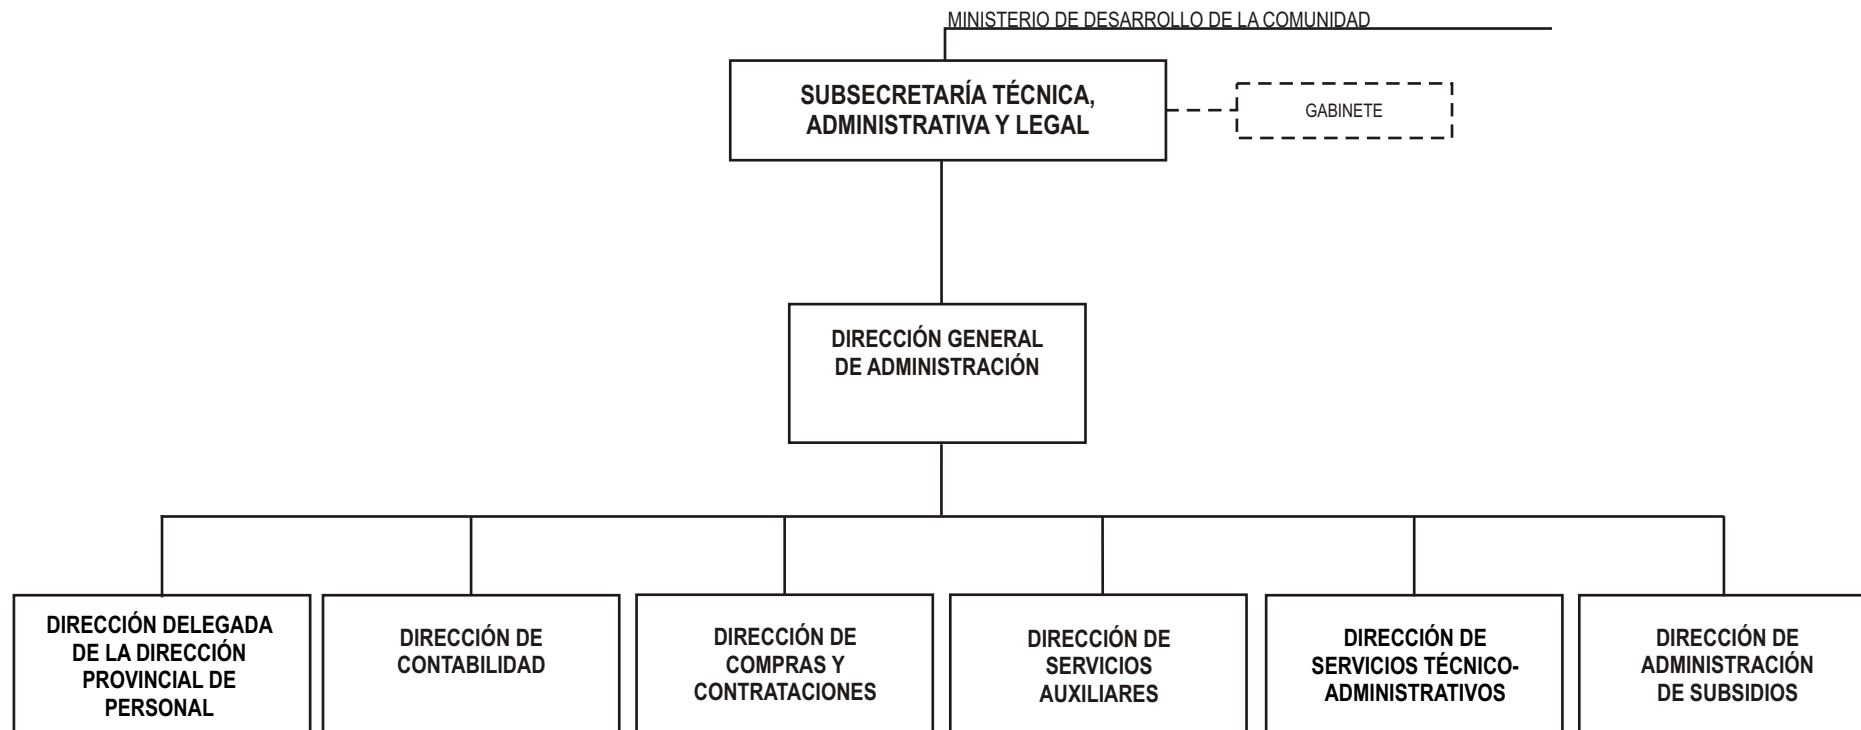 MINISTERIO DE DESARROLLO DE LA COMUNIDAD
SUBSECRETARÍA TÉCNICA,
ADMINISTRATIVA Y LEGAL
GABINETE
DIRECCIÓN GENERAL
DE ADMINISTRACIÓN
DIRECCIÓN DELEGADA
DE LA DIRECCIÓN
PROVINCIAL DE
PERSONAL
DIRECCIÓN DE
CONTABILIDAD
DIRECCIÓN DE
COMPRAS Y
CONTRATACIONES
DIRECCIÓN DE
SERVICIOS
AUXILIARES
DIRECCIÓN DE
SERVICIOS TÉCNICO-
ADMINISTRATIVOS
DIRECCIÓN DE
ADMINISTRACIÓN
DE SUBSIDIOS